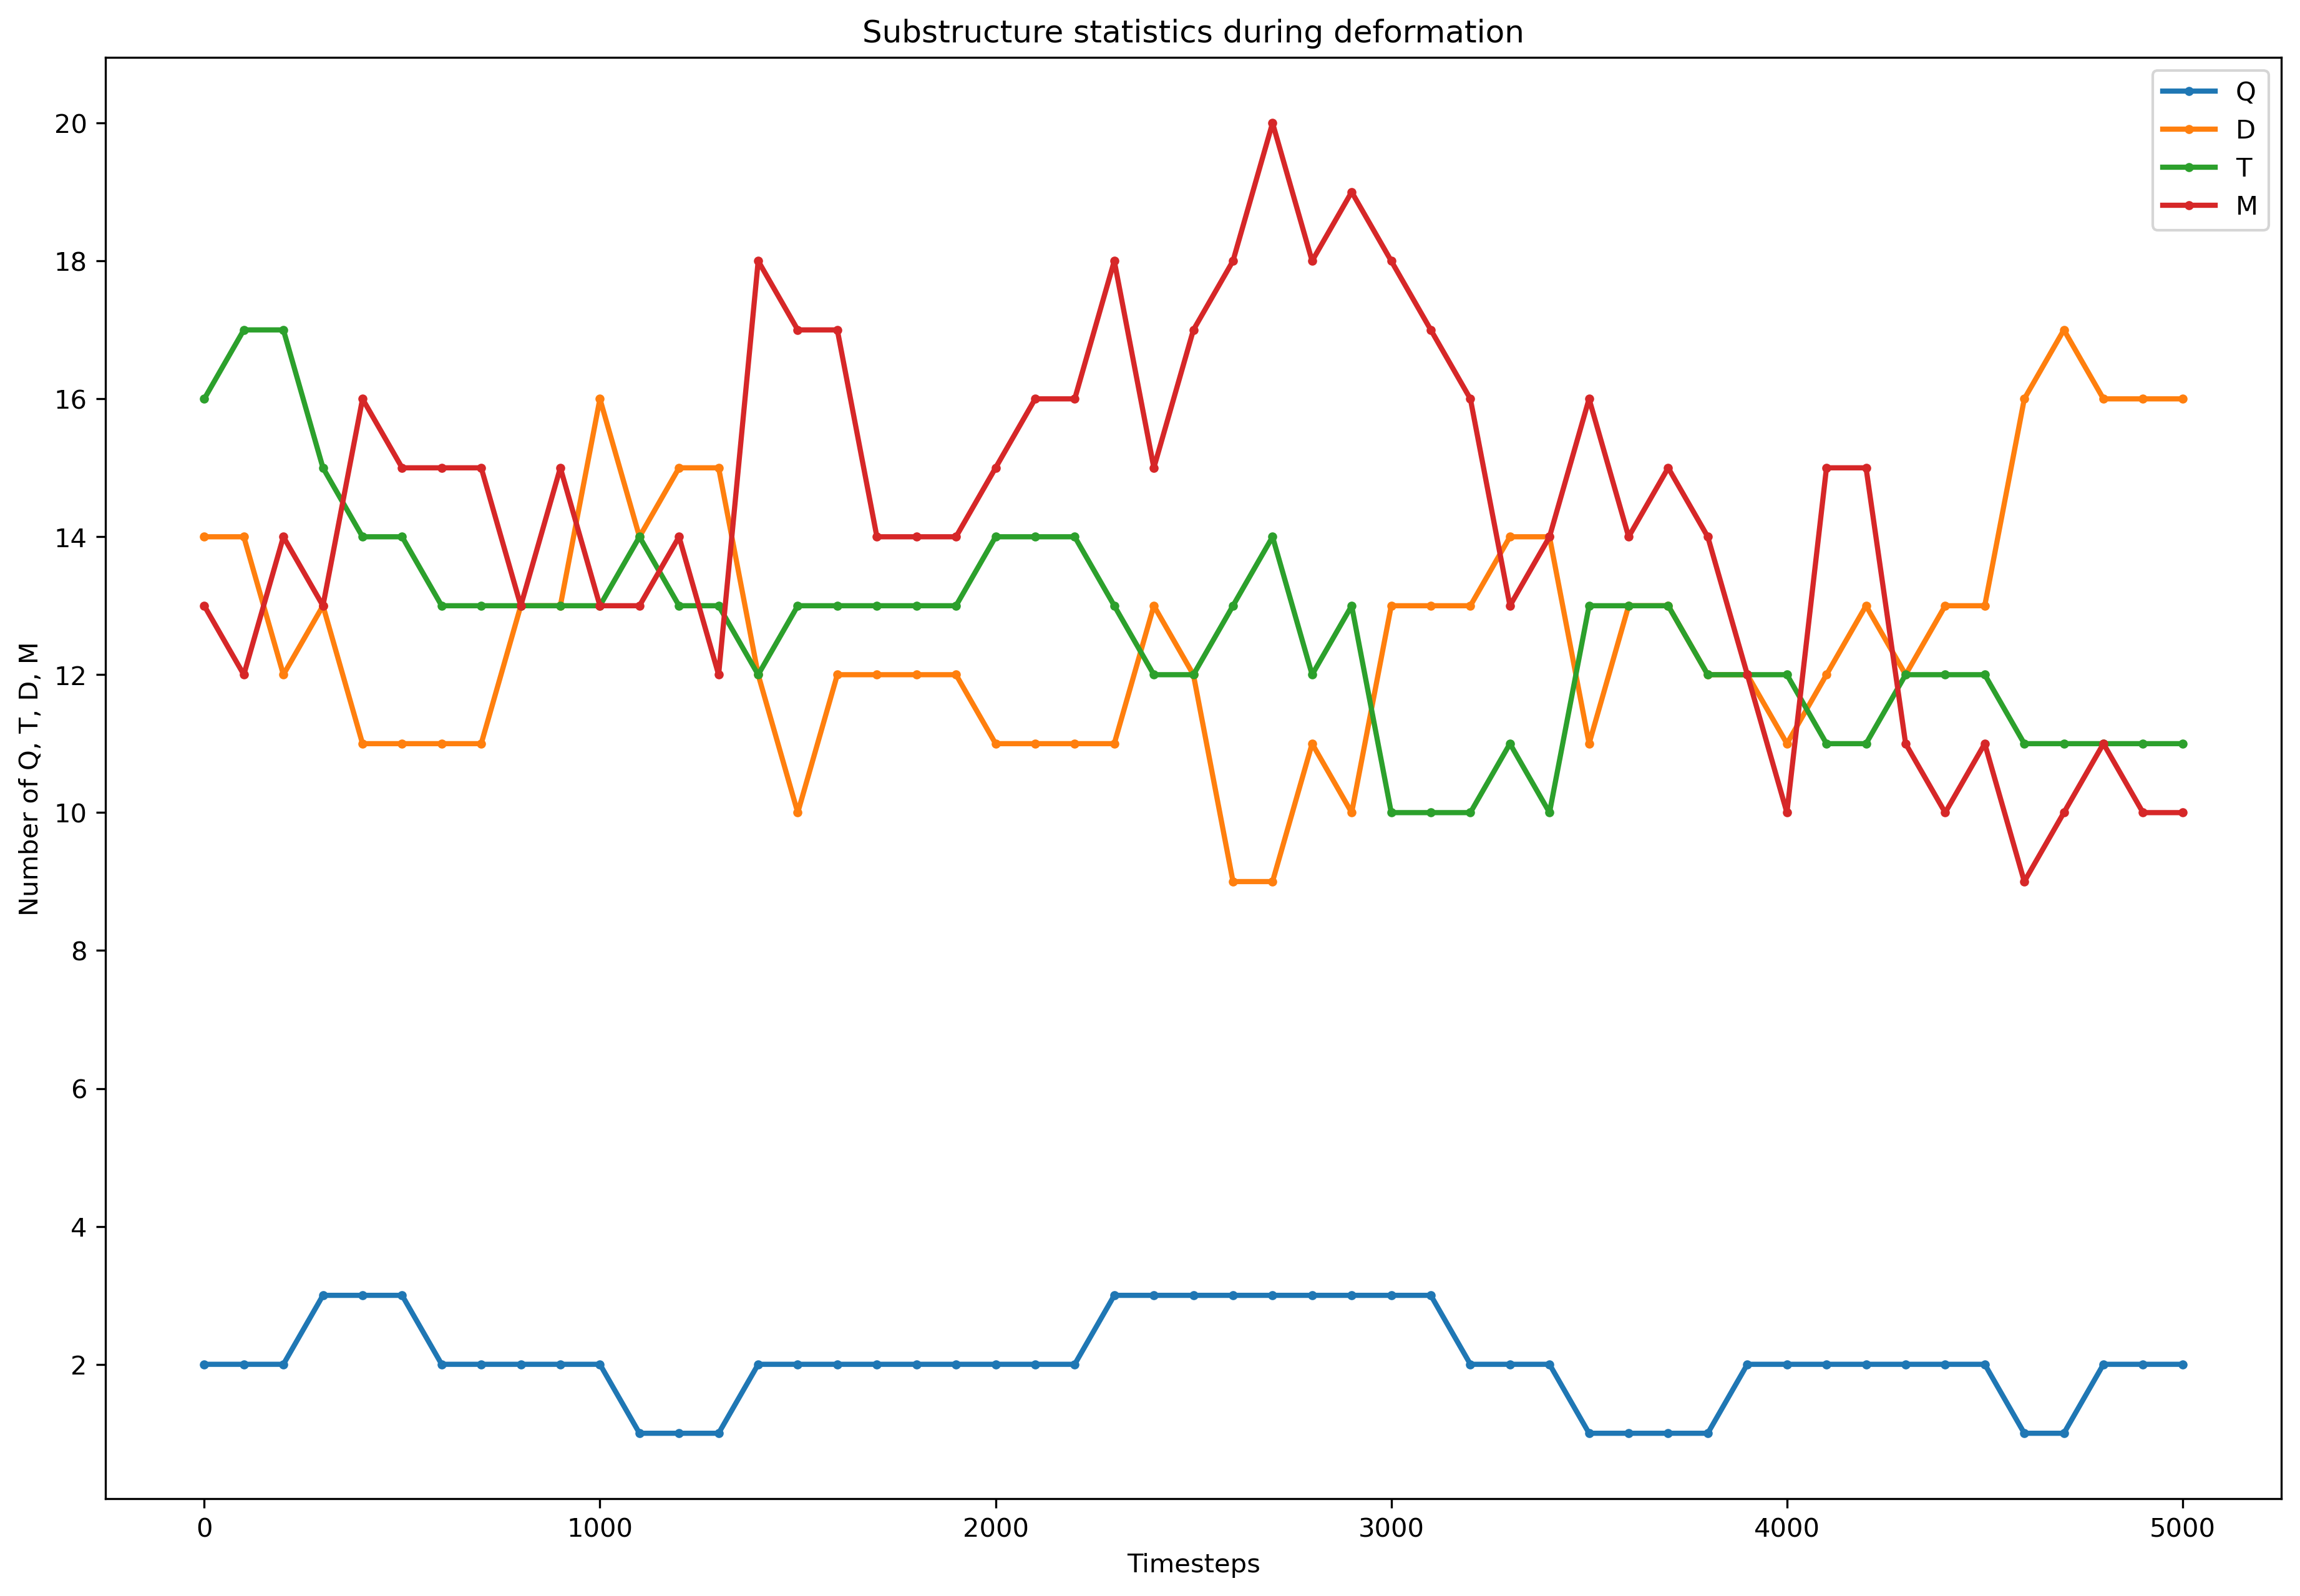 Substructure statistics during deformation
Q
D
T
M
Number of Q, T, D, M
20
18
16
14
12
10
8
6
4
2
0 1000 2000 3000 4000 5000
Timesteps